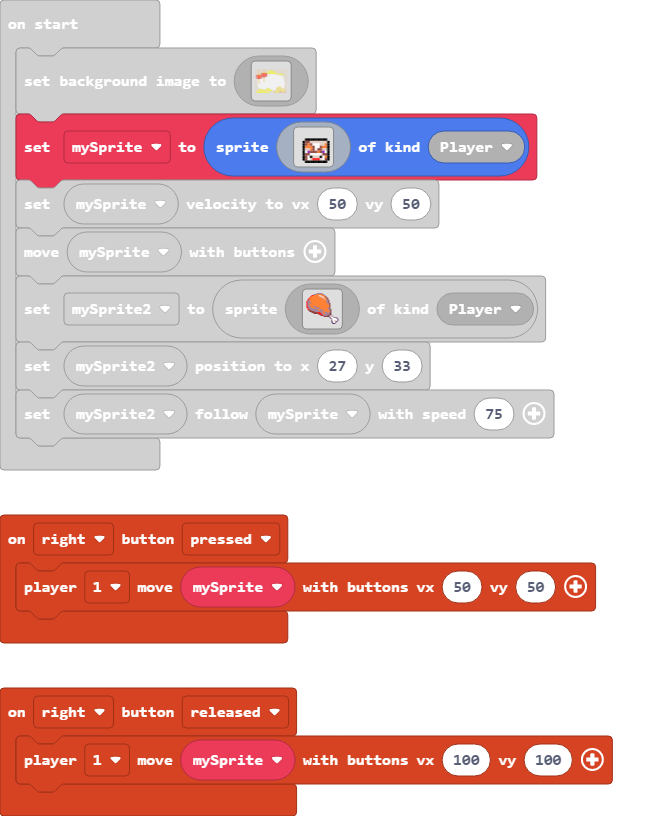 on start
set background image to
set mySprite to sprite of kind Player
set mySprite velocity to vx 50 vy 50
move mySprite with buttons
set mySprite2 to sprite of kind Player
set mySprite2 position to x 27 y 33
set mySprite2 follow mySprite with speed 75
on right button pressed
player 1 move mySprite with buttons vx 50 vy 50
on right button released
player 1 move mySprite with buttons vx 100 vy 100